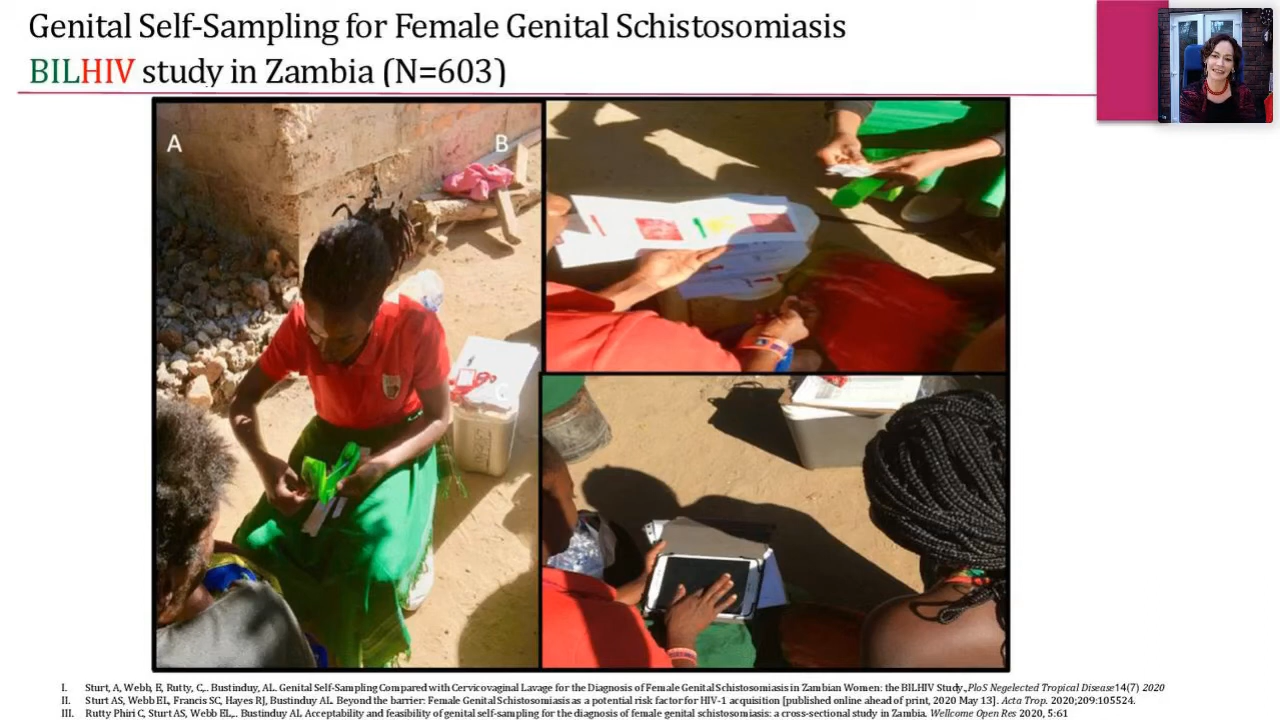 Genital Self-Sampling for Female Genital Schistosomiasis
BILHIV study in Zambia (N=603)
A
B
I. Sturt, A, Webb, E, Rutty, C,.. Bustinduy, AL. Genital Self-Sampling Compared with Cervicovaginal Lavage for the Diagnosis of Female Genital Schistosomiasis in Zambian Women: the BILHIV Study.,PloS Negelected Tropical Disease14(7) 2020
II. Sturt AS, Webb EL, Francis SC, Hayes RJ, Bustinduy AL. Beyond the barrier: Female Genital Schistosomiasis as a potential risk factor for HIV-1 acquisition [published online ahead of print, 2020 May 13]. Acta Trop. 2020;209:105524.
III. Rutty Phiri C, Sturt AS, Webb EL,.. Bustinduy AL. Acceptability and feasibility of genital self-sampling for the diagnosis of female genital schistosomiasis: a cross-sectional study in Zambia. Wellcome Open Res 2020, 5:61